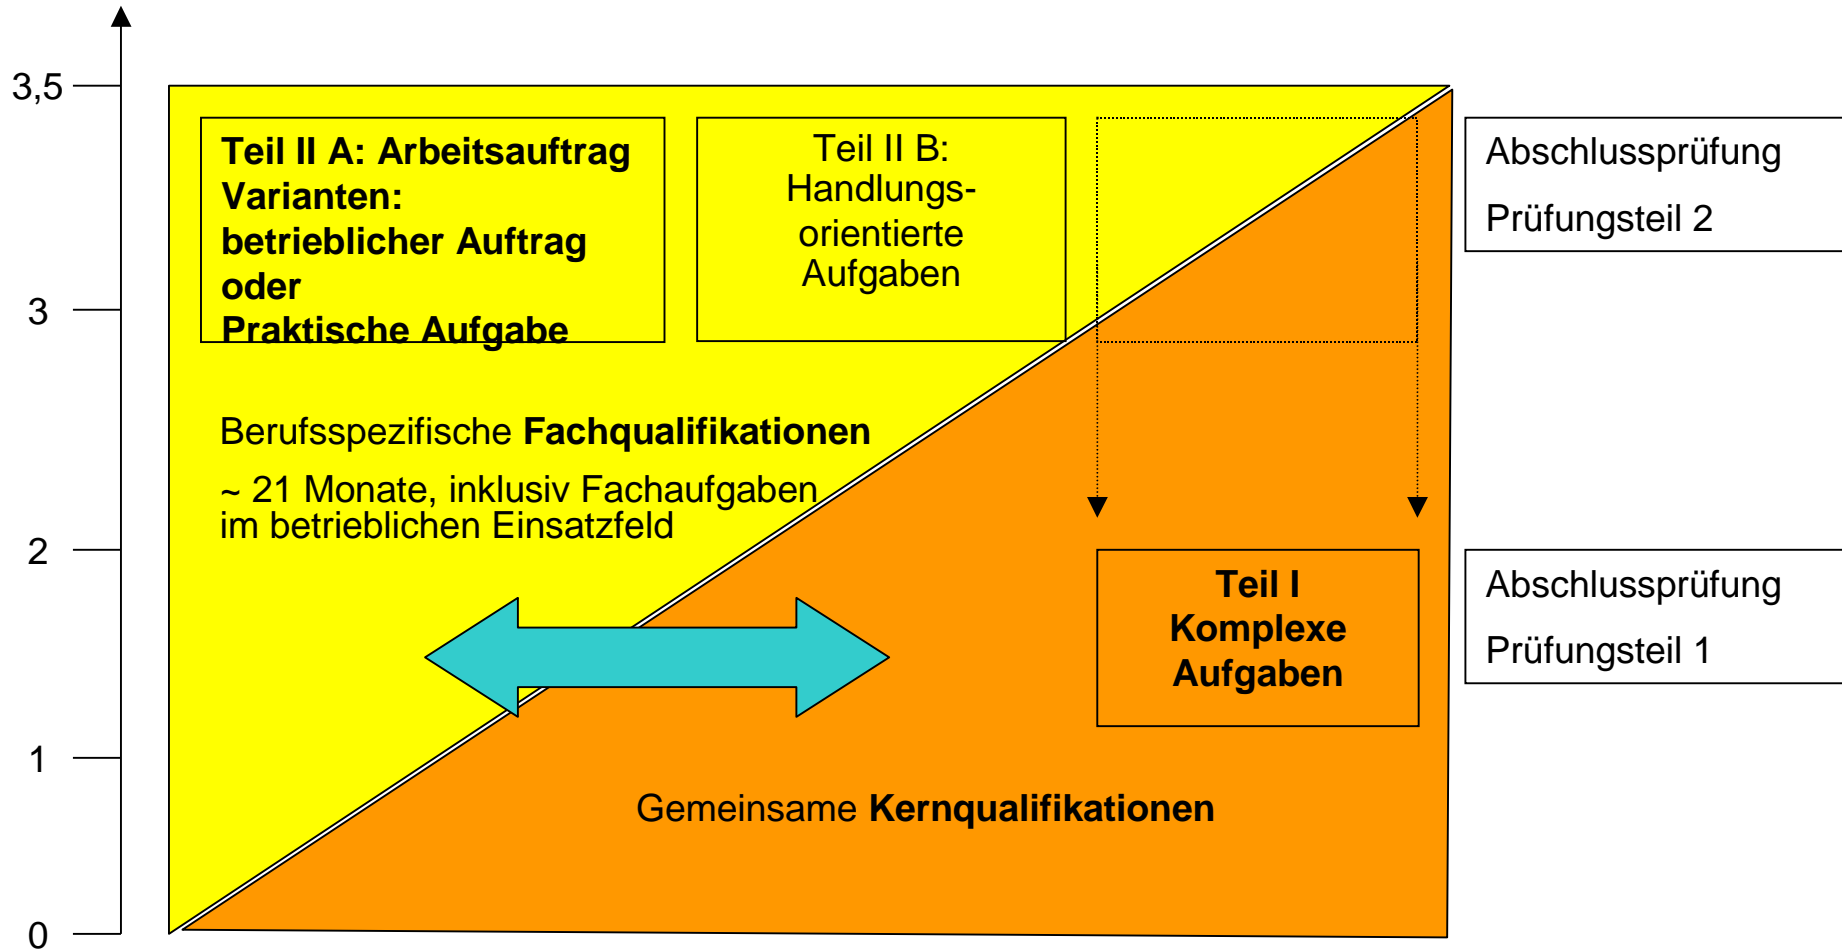 3,5
Teil II A: Arbeitsauftrag
Varianten:
betrieblicher Auftrag
oder
Praktische Aufgabe
Teil II B:
Handlungs-
orientierte
Aufgaben
Abschlussprüfung
Prüfungsteil 2
3
Berufsspezifische Fachqualifikationen
~ 21 Monate, inklusiv Fachaufgaben
im betrieblichen Einsatzfeld
2
Teil I
Komplexe
Aufgaben
Abschlussprüfung
Prüfungsteil 1
1
Gemeinsame Kernqualifikationen
0